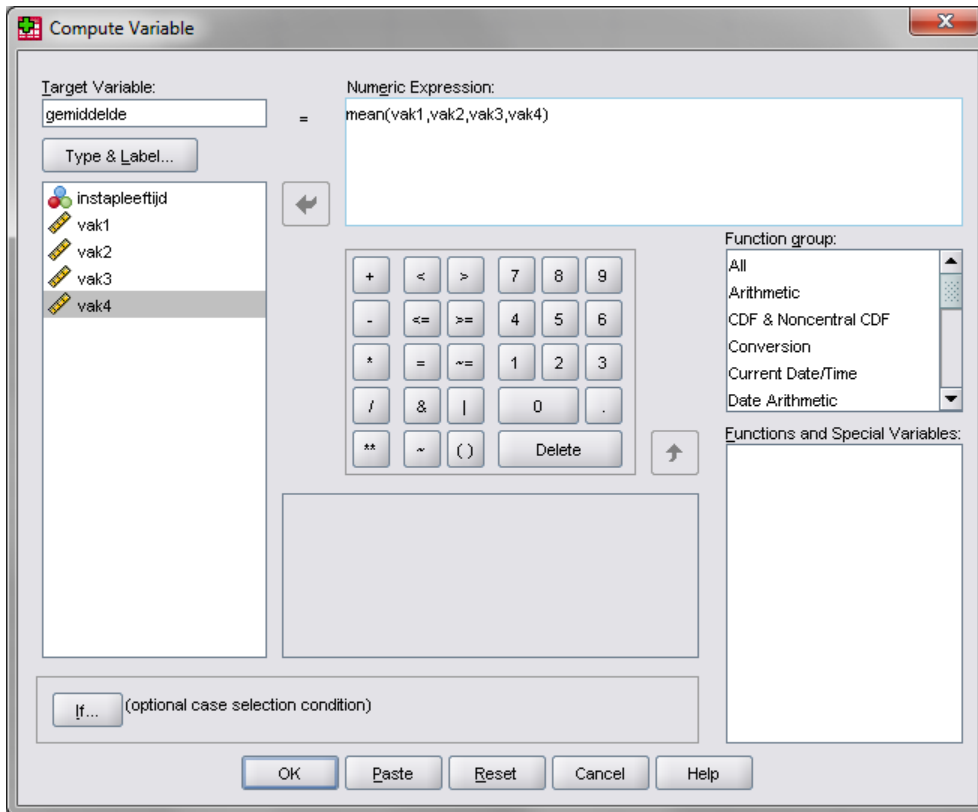 Compute Variable
Target Variable:
gemiddelde
=
Numeric Expression:
mean(vak1,vak2,vak3,vak4)
Type & Label...
instapleeftijd
vak1
vak2
vak3
vak4
+ < > 7 8 9
- <= >= 4 5 6
* = ~= 1 2 3
/ & | 0 .
** ~ ( ) Delete
Function group:
All
Arithmetic
CDF & Noncentral CDF
Conversion
Current Date/Time
Date Arithmetic
Functions and Special Variables:
If... (optional case selection condition)
OK Paste Reset Cancel Help